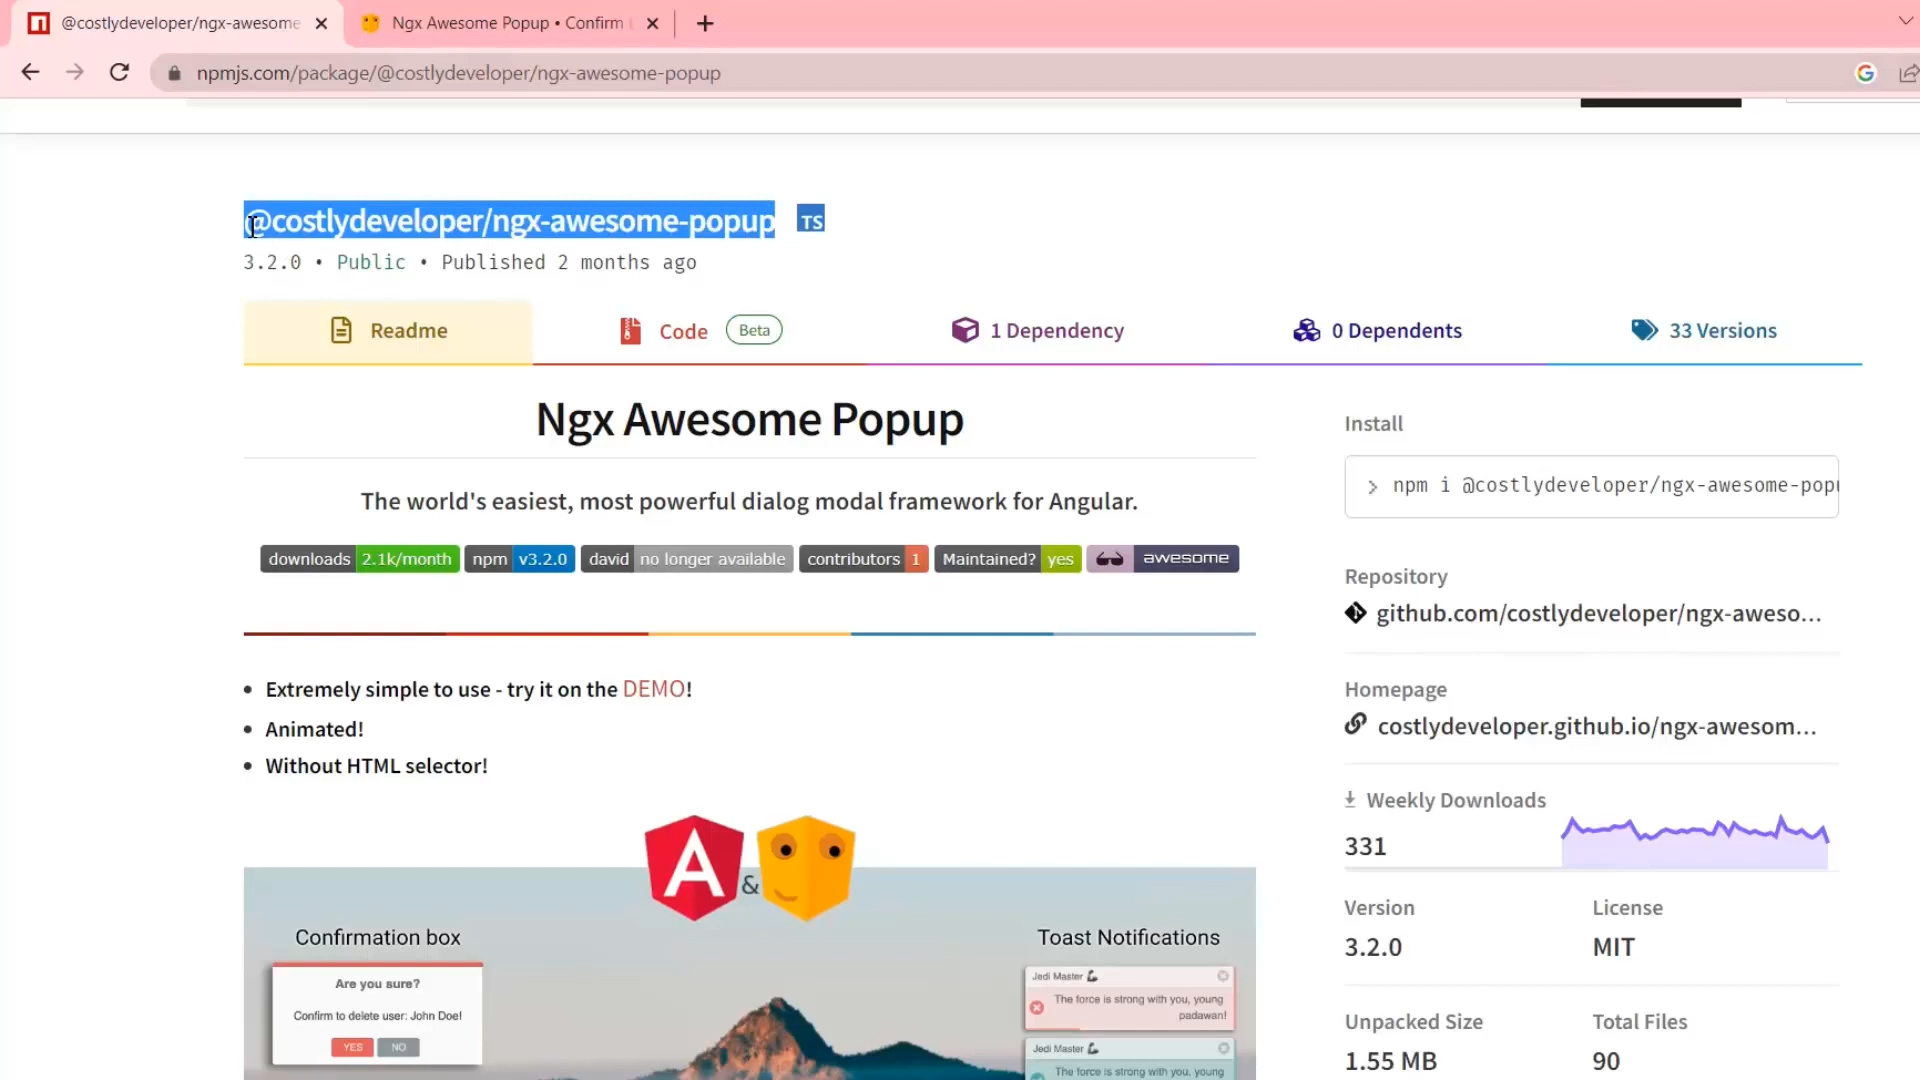 @costlydeveloper/ngx-awesome
Ngx Awesome Popup • Confirm
npmjs.com/package/@costlydeveloper/ngx-awesome-popup
@costlydeveloper/ngx-awesome-popup TS
3.2.0 • Public • Published 2 months ago
Readme
Code Beta
1 Dependency
0 Dependents
33 Versions
Ngx Awesome Popup
The world's easiest, most powerful dialog modal framework for Angular.
downloads 2.1k/month npm v3.2.0 david no longer available contributors 1 Maintained? yes awesome
• Extremely simple to use - try it on the DEMO!
• Animated!
• Without HTML selector!
A & 
Confirmation box
Are you sure?
Confirm to delete user: John Doe!
YES NO
Toast Notifications
Jedi Master
The force is strong with you, young
padawan!
Jedi Master
The force is strong with you, young
Install
> npm i @costlydeveloper/ngx-awesome-popu
Repository
github.com/costlydeveloper/ngx-aweso...
Homepage
costlydeveloper.github.io/ngx-awesom...
Weekly Downloads
331
Version
3.2.0
License
MIT
Unpacked Size
1.55 MB
Total Files
90